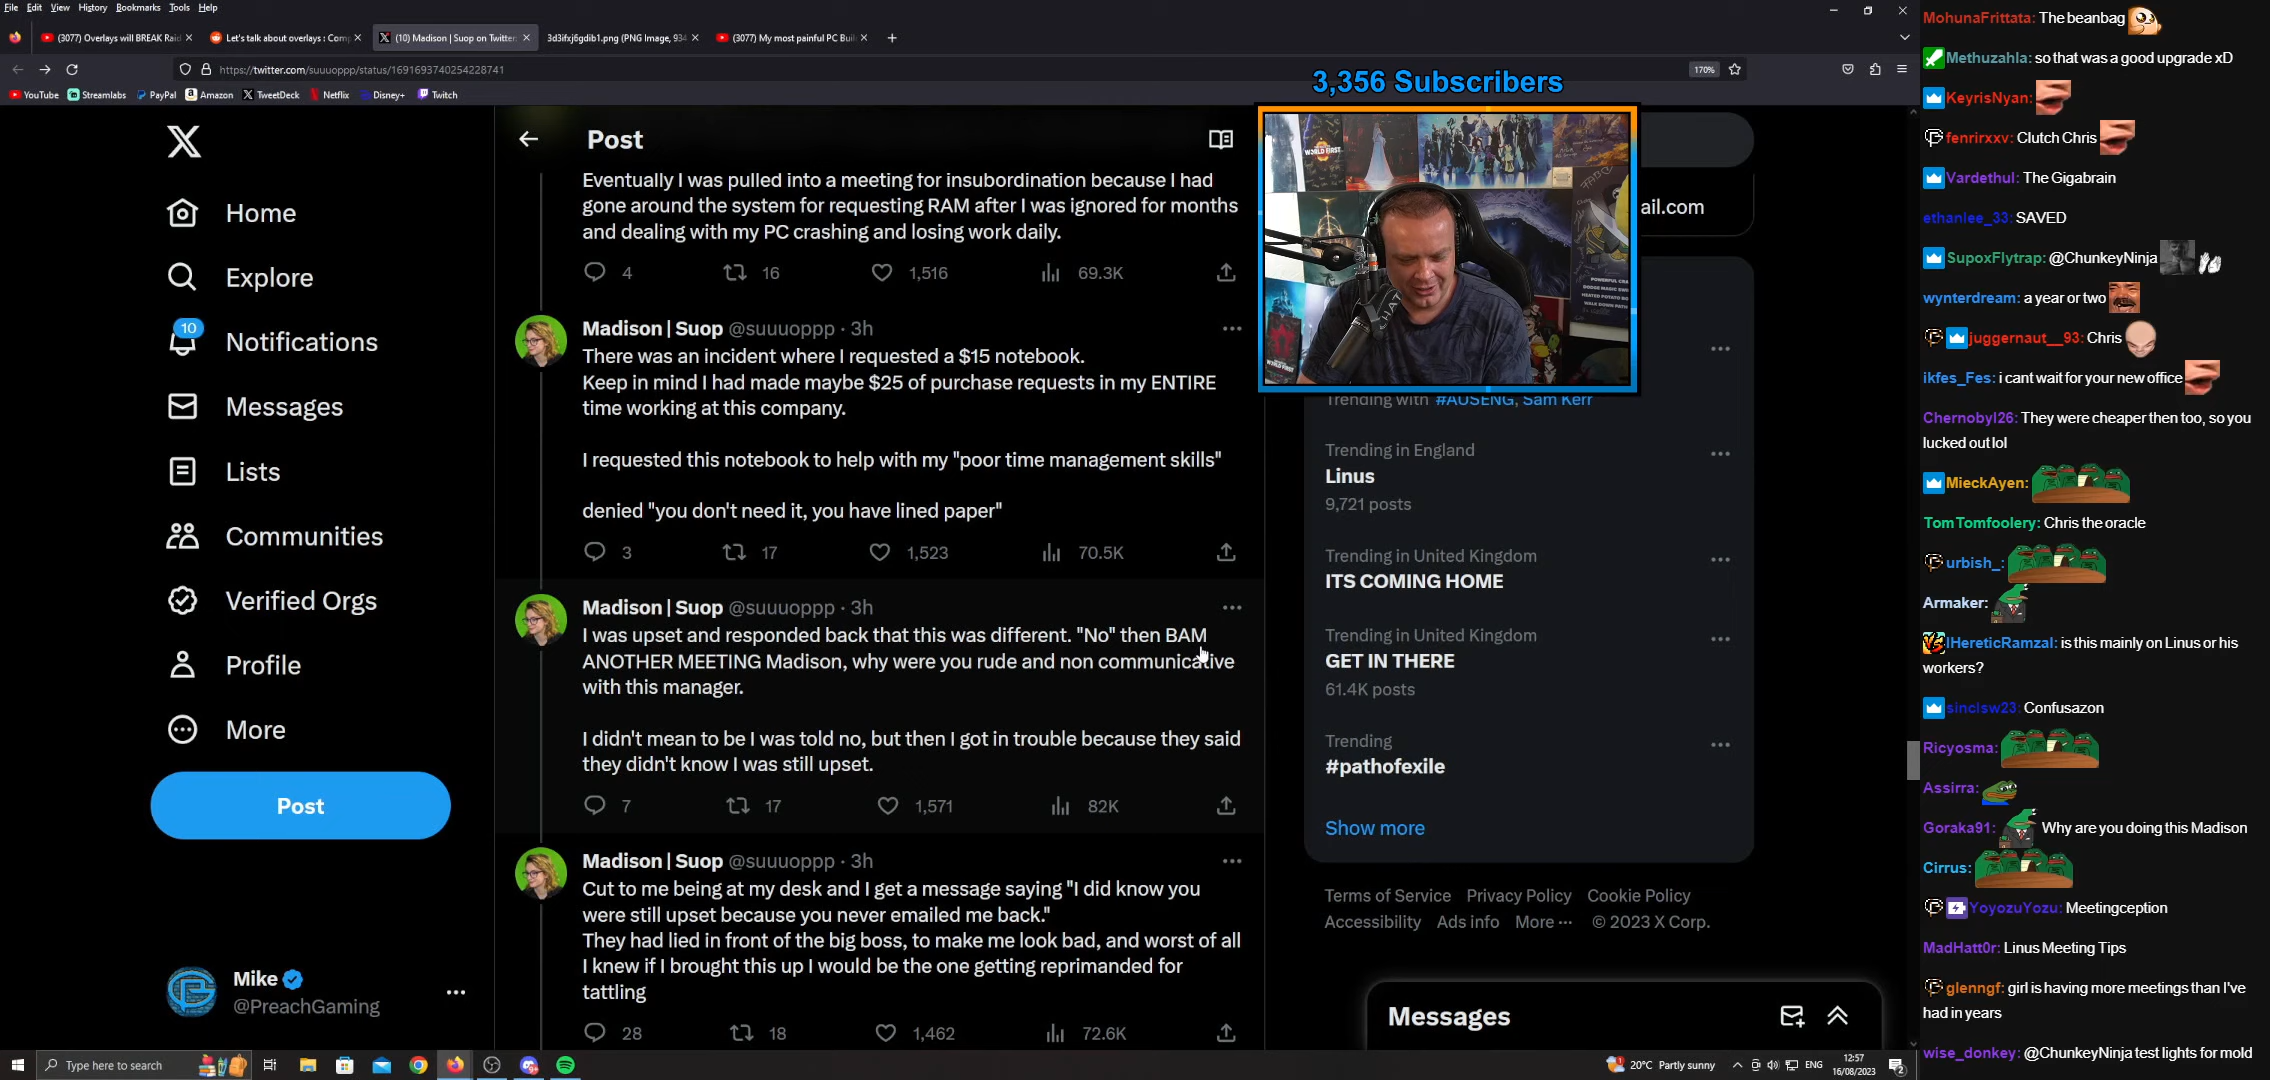 File Edit View History Bookmarks Tools Help
(3077) Overlays will BREAK Raid
Let's talk about overlays : Comp
(10) Madison | Suop on Twitter:
3d3ifxj6gdib1.png (PNG Image, 934
(3077) My most painful PC Buil
https://twitter.com/suuuoppp/status/1691693740254228741
170%
YouTube Streamlabs PayPal Amazon TweetDeck Netflix Disney+ Twitch
3,356 Subscribers
Home
Explore
10
Notifications
Messages
Lists
Communities
Verified Orgs
Profile
More
Post
Mike
@PreachGaming
Post
Eventually I was pulled into a meeting for insubordination because I had
gone around the system for requesting RAM after I was ignored for months
and dealing with my PC crashing and losing work daily.
4 16 1,516 69.3K
Madison | Suop @suuuoppp · 3h
There was an incident where I requested a $15 notebook.
Keep in mind I had made maybe $25 of purchase requests in my ENTIRE
time working at this company.
I requested this notebook to help with my "poor time management skills"
denied "you don't need it, you have lined paper"
3 17 1,523 70.5K
Madison | Suop @suuuoppp · 3h
I was upset and responded back that this was different. "No" then BAM
ANOTHER MEETING Madison, why were you rude and non communicative
with this manager.
I didn't mean to be I was told no, but then I got in trouble because they said
they didn't know I was still upset.
7 17 1,571 82K
Madison | Suop @suuuoppp · 3h
Cut to me being at my desk and I get a message saying "I did know you
were still upset because you never emailed me back."
They had lied in front of the big boss, to make me look bad, and worst of all
I knew if I brought this up I would be the one getting reprimanded for
tattling
28 18 1,462 72.6K
WORLD FIRST
ail.com
Trending with #AUSENG, Sam Kerr
Trending in England
Linus
9,721 posts
Trending in United Kingdom
ITS COMING HOME
Trending in United Kingdom
GET IN THERE
61.4K posts
Trending
#pathofexile
Show more
Terms of Service Privacy Policy Cookie Policy
Accessibility Ads info More ··· © 2023 X Corp.
Messages
MohunaFrittata: The beanbag
Methuzahla: so that was a good upgrade xD
KeyrisNyan:
fenrirxxv: Clutch Chris
Vardethul: The Gigabrain
ethanlee_33: SAVED
SupoxFlytrap: @ChunkeyNinja
wynterdream: a year or two
juggernaut__93: Chris
ikfes_Fes: i cant wait for your new office
Chernobyl26: They were cheaper then too, so you
lucked out lol
MieckAyen:
TomTomfoolery: Chris the oracle
urbish_:
Armaker:
IHereticRamzal: is this mainly on Linus or his
workers?
sincisw23: Confusazon
Ricyosma:
Assirra:
Goraka91: Why are you doing this Madison
Cirrus:
YoyozuYozu: Meetingception
MadHatt0r: Linus Meeting Tips
glenngf: girl is having more meetings than I've
had in years
wise_donkey: @ChunkeyNinja test lights for mold
Type here to search
20°C Partly sunny
ENG
12:57
16/08/2023
2